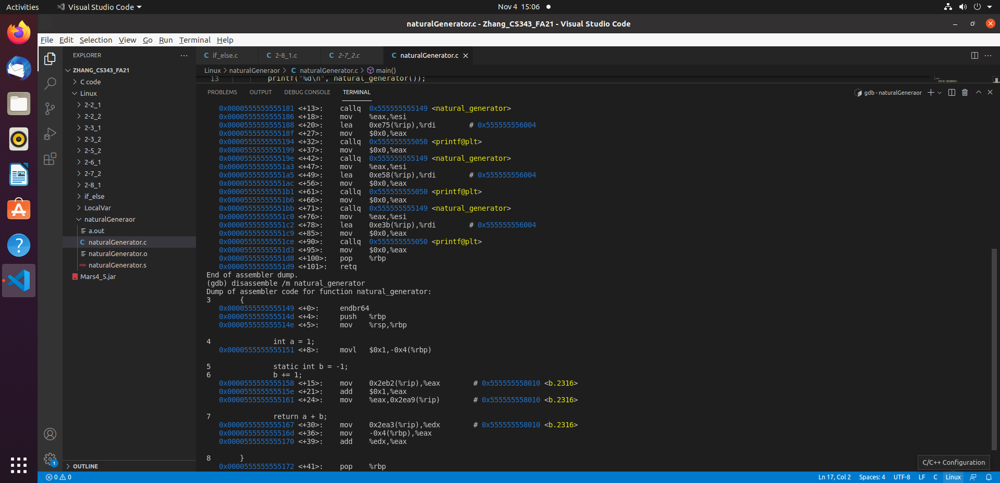 Activities
Visual Studio Code
Nov 4 15:06
naturalGenerator.c - Zhang_CS343_FA21 - Visual Studio Code
File Edit Selection View Go Run Terminal Help
EXPLORER
ZHANG_CS343_FA21
C code
Linux
2-2_1
2-2_2
2-3_1
2-3_2
2-5_2
2-6_1
2-7_2
2-8_1
if_else
LocalVar
naturalGeneraor
a.out
C naturalGenerator.c
naturalGenerator.o
ASM naturalGenerator.s
Mars4_5.jar
OUTLINE
C if_else.c
C 2-8_1.c
C 2-7_2.c
C naturalGenerator.c
Linux > naturalGeneraor > C naturalGenerator.c > main()
13 printf("%d\n", natural_generator());
PROBLEMS OUTPUT DEBUG CONSOLE TERMINAL
gdb - naturalGeneraor
0x0000555555555181 <+13>: callq 0x555555555149 <natural_generator>
0x0000555555555186 <+18>: mov %eax,%esi
0x0000555555555188 <+20>: lea 0xe75(%rip),%rdi # 0x555555556004
0x000055555555518f <+27>: mov $0x0,%eax
0x0000555555555194 <+32>: callq 0x555555555050 <printf@plt>
0x0000555555555199 <+37>: mov $0x0,%eax
0x000055555555519e <+42>: callq 0x555555555149 <natural_generator>
0x00005555555551a3 <+47>: mov %eax,%esi
0x00005555555551a5 <+49>: lea 0xe58(%rip),%rdi # 0x555555556004
0x00005555555551ac <+56>: mov $0x0,%eax
0x00005555555551b1 <+61>: callq 0x555555555050 <printf@plt>
0x00005555555551b6 <+66>: mov $0x0,%eax
0x00005555555551bb <+71>: callq 0x555555555149 <natural_generator>
0x00005555555551c0 <+76>: mov %eax,%esi
0x00005555555551c2 <+78>: lea 0xe3b(%rip),%rdi # 0x555555556004
0x00005555555551c9 <+85>: mov $0x0,%eax
0x00005555555551ce <+90>: callq 0x555555555050 <printf@plt>
0x00005555555551d3 <+95>: mov $0x0,%eax
0x00005555555551d8 <+100>: pop %rbp
0x00005555555551d9 <+101>: retq
End of assembler dump.
(gdb) disassemble /m natural_generator
Dump of assembler code for function natural_generator:
3 {
0x0000555555555149 <+0>: endbr64
0x000055555555514d <+4>: push %rbp
0x000055555555514e <+5>: mov %rsp,%rbp
4 int a = 1;
0x0000555555555151 <+8>: movl $0x1,-0x4(%rbp)
5 static int b = -1;
6 b += 1;
0x0000555555555158 <+15>: mov 0x2eb2(%rip),%eax # 0x555555558010 <b.2316>
0x000055555555515e <+21>: add $0x1,%eax
0x0000555555555161 <+24>: mov %eax,0x2ea9(%rip) # 0x555555558010 <b.2316>
7 return a + b;
0x0000555555555167 <+30>: mov 0x2ea3(%rip),%edx # 0x555555558010 <b.2316>
0x000055555555516d <+36>: mov -0x4(%rbp),%eax
0x0000555555555170 <+39>: add %edx,%eax
8 }
0x0000555555555172 <+41>: pop %rbp
C/C++ Configuration
1
0 0
Ln 17, Col 2 Spaces: 4 UTF-8 LF C Linux